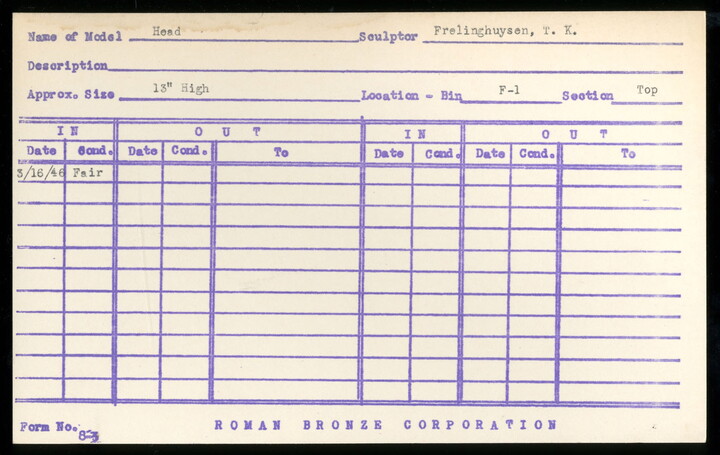 Name of Model Head Sculptor Frelinghuysen, T. K.
Description
Approx. Size 13" High Location - Bin F-1 Section Top
IN OUT IN OUT
Date Cond. Date Cond. To Date Cond. Date Cond. To
3/16/46 Fair
Form No. 8-3 ROMAN BRONZE CORPORATION